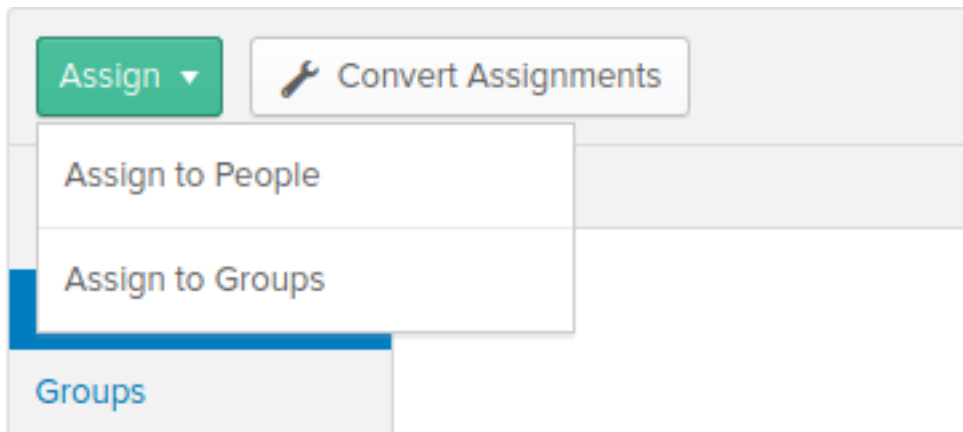 Assign
Convert Assignments
Assign to People
Assign to Groups
Groups